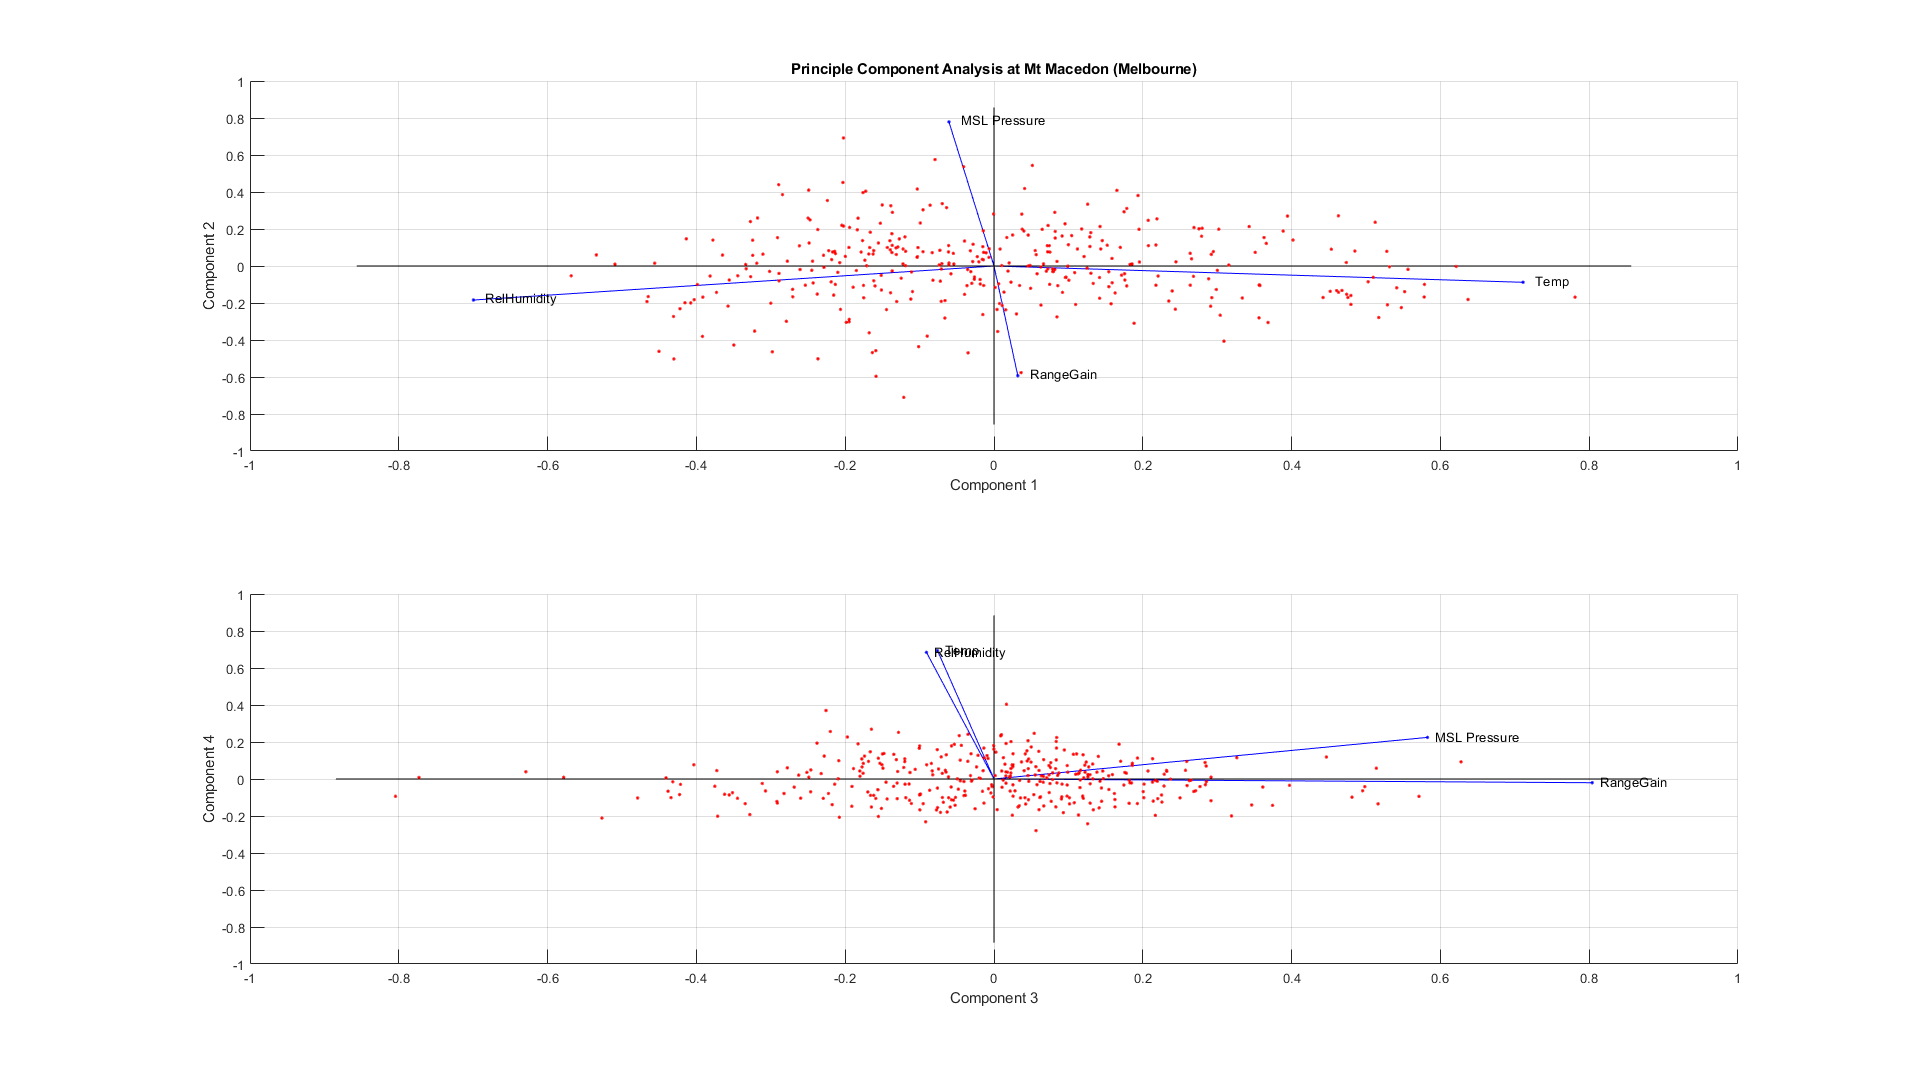 Principle Component Analysis at Mt Macedon (Melbourne)
1
0.8
0.6
0.4
0.2
0
-0.2
-0.4
-0.6
-0.8
-1
Component 2
MSL Pressure
RelHumidity
Temp
RangeGain
-1 -0.8 -0.6 -0.4 -0.2 0 0.2 0.4 0.6 0.8 1
Component 1
1
0.8
0.6
0.4
0.2
0
-0.2
-0.4
-0.6
-0.8
-1
Component 4
Temp
RelHumidity
MSL Pressure
RangeGain
-1 -0.8 -0.6 -0.4 -0.2 0 0.2 0.4 0.6 0.8 1
Component 3